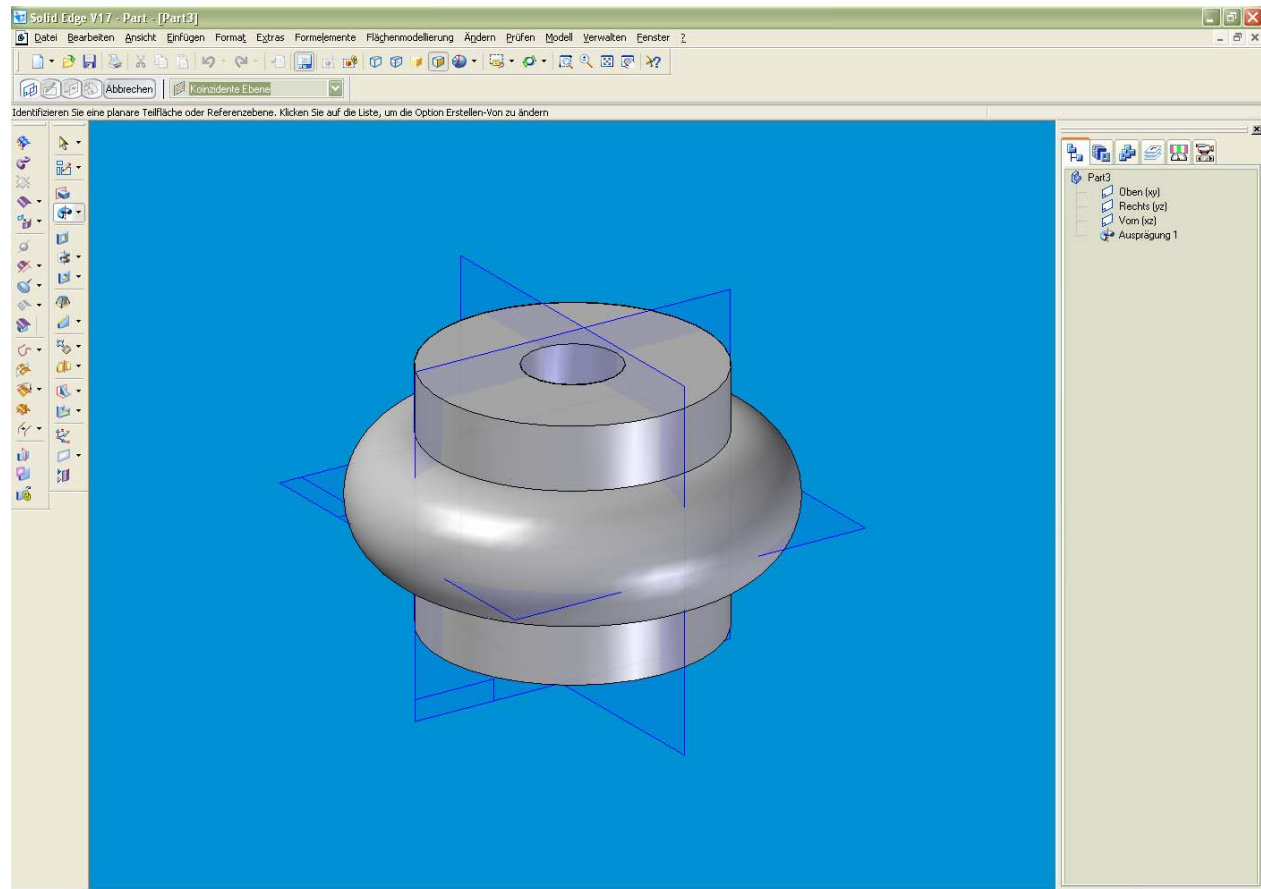 Solid Edge V17 - Part - [Part3]
Datei Bearbeiten Ansicht Einfügen Format Extras Formelemente Flächenmodellierung Ändern Prüfen Modell Verwalten Fenster ?
Abbrechen Koinzidente Ebene
Identifizieren Sie eine planare Teilfläche oder Referenzebene. Klicken Sie auf die Liste, um die Option Erstellen-Von zu ändern
Part3
Oben (xy)
Rechts (yz)
Vorn (xz)
Ausprägung 1